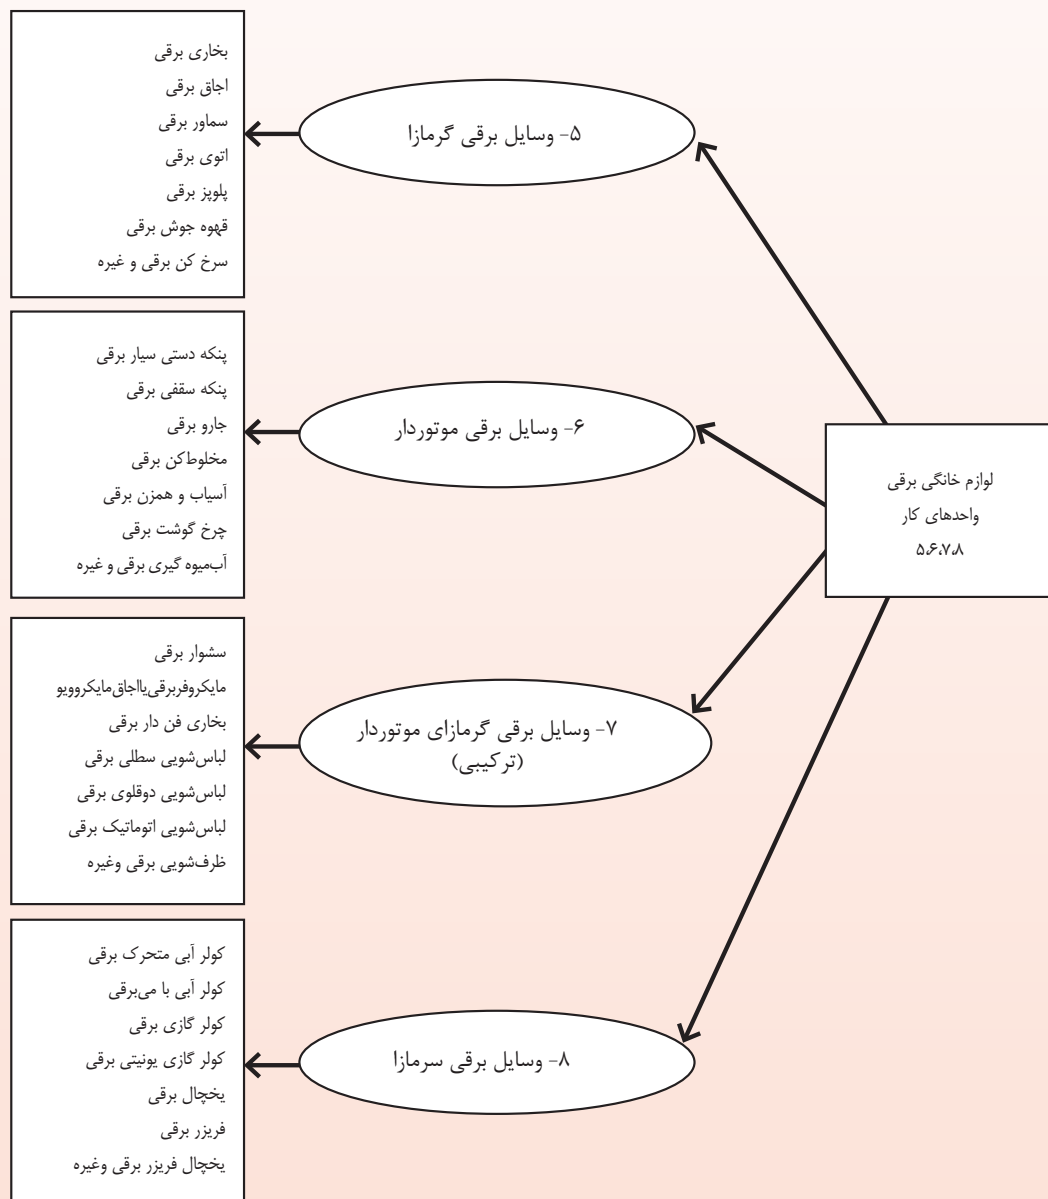 لوازم خانگی برقی
واحدهای کار
۵،۶،۷،۸
۵- وسایل برقی گرمازا
بخاری برقی
اجاق برقی
سماور برقی
اتوی برقی
پلوپز برقی
قهوه جوش برقی
سرخ کن برقی و غیره
۶- وسایل برقی موتوردار
پنکه دستی سیار برقی
پنکه سقفی برقی
جارو برقی
مخلوط‌کن برقی
آسیاب و همزن برقی
چرخ گوشت برقی
آب‌میوه گیری برقی و غیره
۷- وسایل برقی گرمازای موتوردار
(ترکیبی)
سشوار برقی
مایکروفربرقی‌یااجاق‌مایکروویو
بخاری فن دار برقی
لباس‌شویی سطلی برقی
لباس‌شویی دوقلوی برقی
لباس‌شویی اتوماتیک برقی
ظرف‌شویی برقی وغیره
۸- وسایل برقی سرمازا
کولر آبی متحرک برقی
کولر آبی با می‌برقی
کولر گازی برقی
کولر گازی یونیتی برقی
یخچال برقی
فریزر برقی
یخچال فریزر برقی وغیره